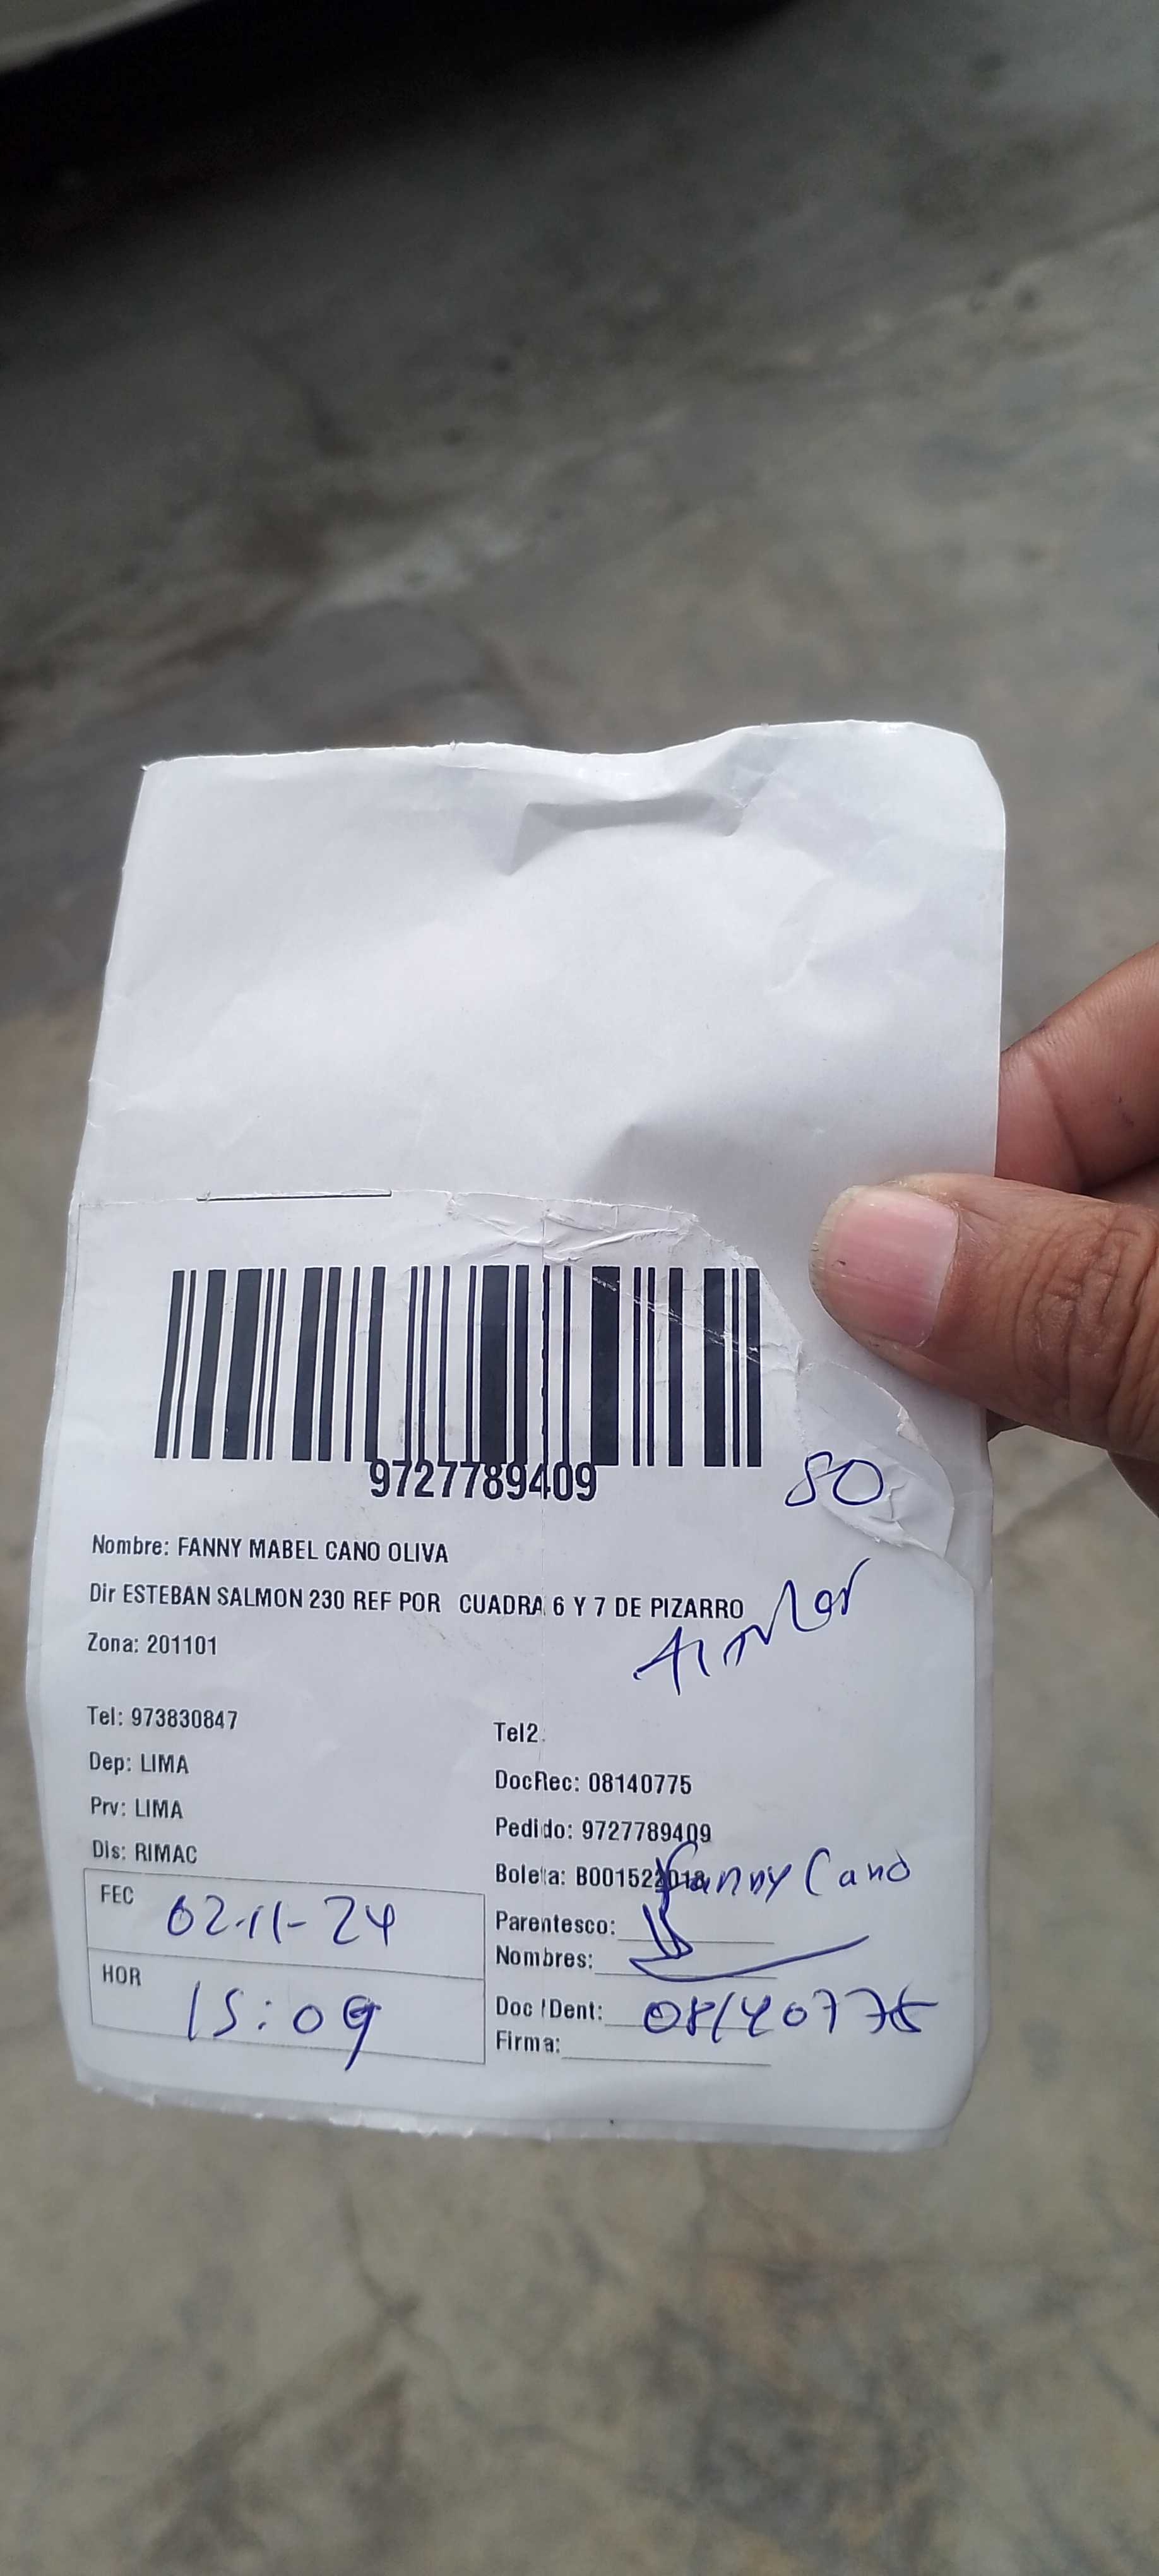 9727789409
80
Nombre: FANNY MABEL CANO OLIVA
Dir ESTEBAN SALMON 230 REF POR CUADRA 6 Y 7 DE PIZARRO
Zona: 201101
Tel: 973830847
Tel2:
Dep: LIMA
DocRec: 08140775
Prv: LIMA
Pedido: 9727789409
Dis: RIMAC
Boleta: B001522018
Fanny Cano
FEC 02-11-24
Parentesco:
Nombres:
HOR 15:09
Doc IDent: 08140775
Firma: